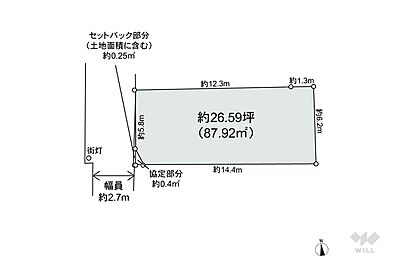 セットバック部分
（土地面積に含む）
約0.25㎡
約12.3m
約1.3m
約5.8m
約26.59坪
（87.92㎡）
約6.2m
街灯
幅員
約2.7m
協定部分
約0.4㎡
約14.4m
N
WILL